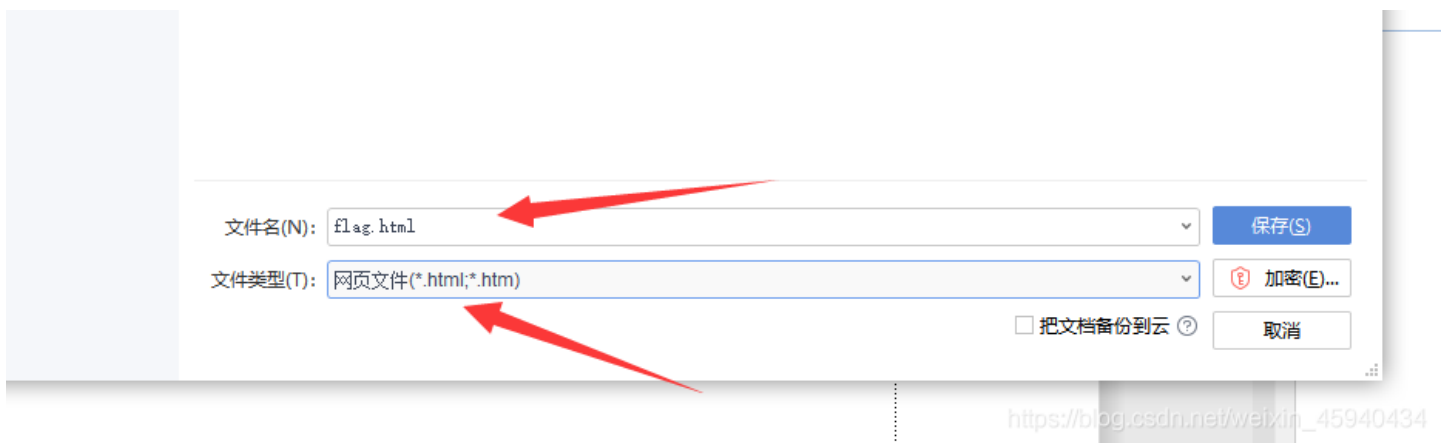 文件名(N): flag.html 保存(S)
文件类型(T): 网页文件(*.html;*.htm) 加密(E)...
把文档备份到云 ? 取消
https://blog.csdn.net/weixin_45940434